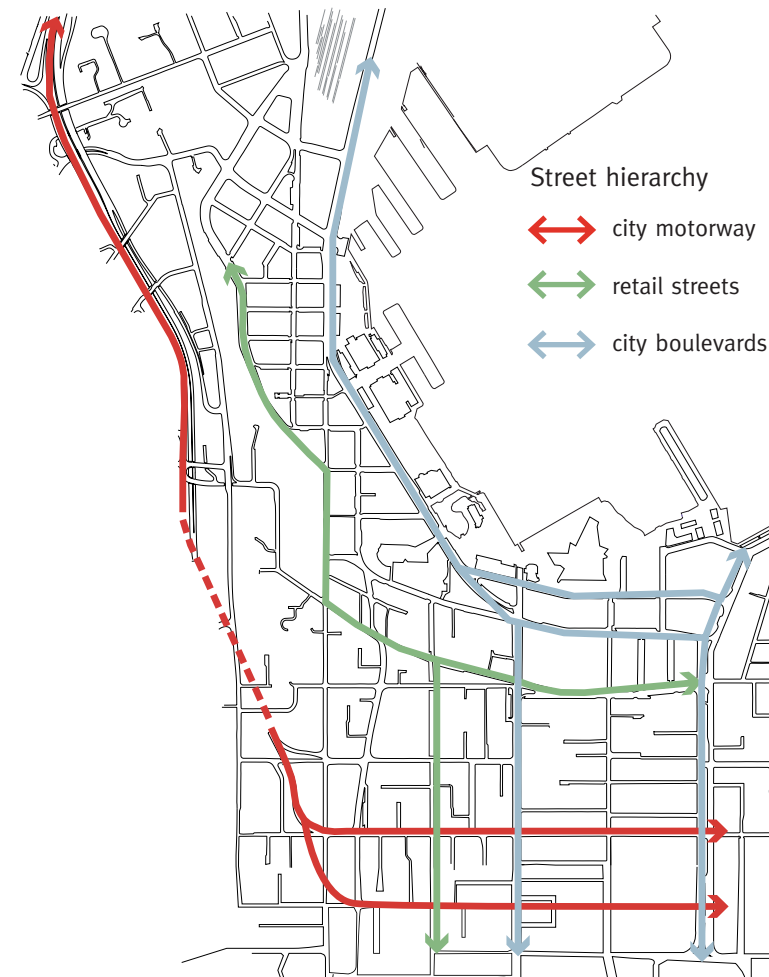 Street hierarchy
city motorway
retail streets
city boulevards